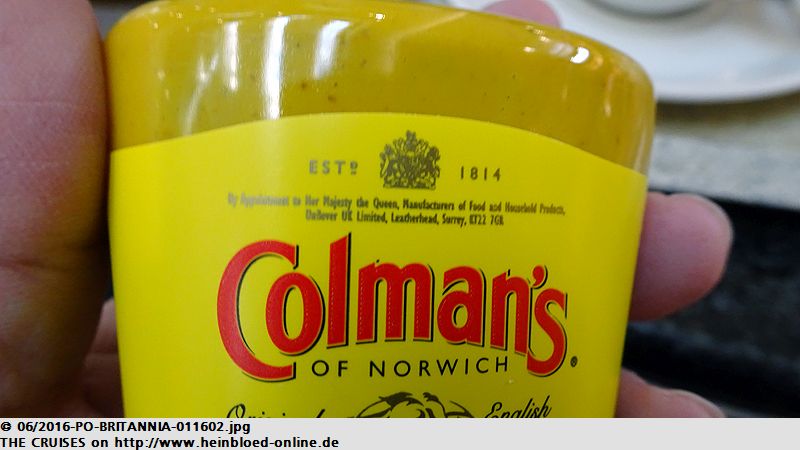 ESTD 1814
By Appointment to Her Majesty the Queen, Manufacturers of Food and Household Products,
Unilever UK Limited, Leatherhead, Surrey, KT22 7GR
Colman's
OF NORWICH
Original English
© 06/2016-PO-BRITANNIA-011602.jpg
THE CRUISES on http://www.heinbloed-online.de